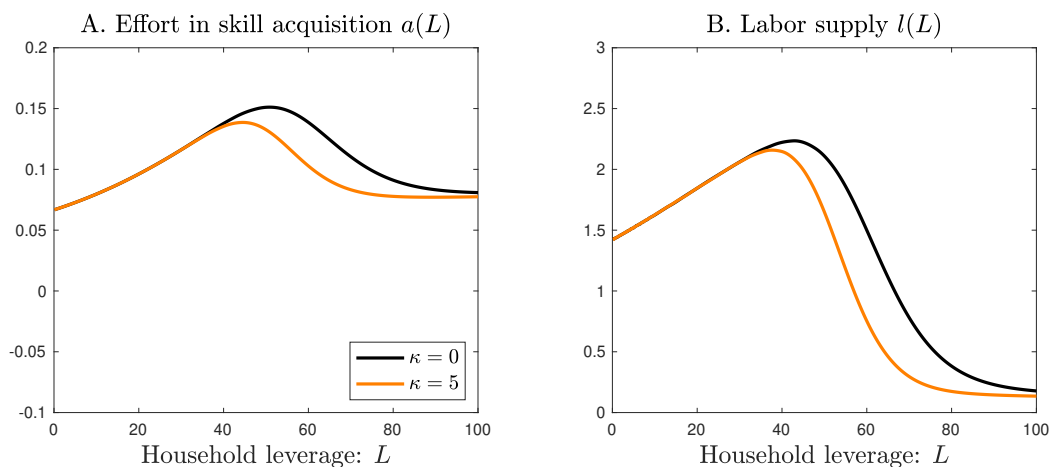 A. Effort in skill acquisition a(L)
0.2
0.15
0.1
0.05
0
-0.05
-0.1
0 20 40 60 80 100
Household leverage: L
κ = 0
κ = 5
B. Labor supply l(L)
3
2.5
2
1.5
1
0.5
0
0 20 40 60 80 100
Household leverage: L